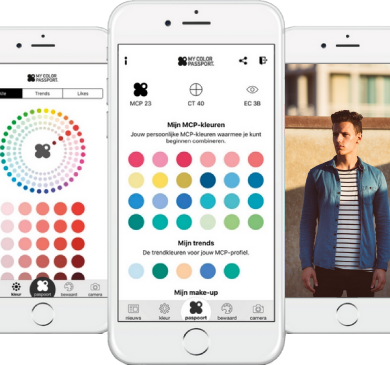 MY COLOR
PASSPORT.
Trends
Likes
kleur
paspoort
bewaard
camera
MY COLOR
PASSPORT.
MCP 23
CT 40
EC 3B
Mijn MCP-kleuren
Jouw persoonlijke MCP-kleuren waarmee je kunt
beginnen combineren.
Mijn trends
De trendkleuren voor jouw MCP-profiel.
Mijn make-up
nieuws
kleur
paspoort
bewaard
camera